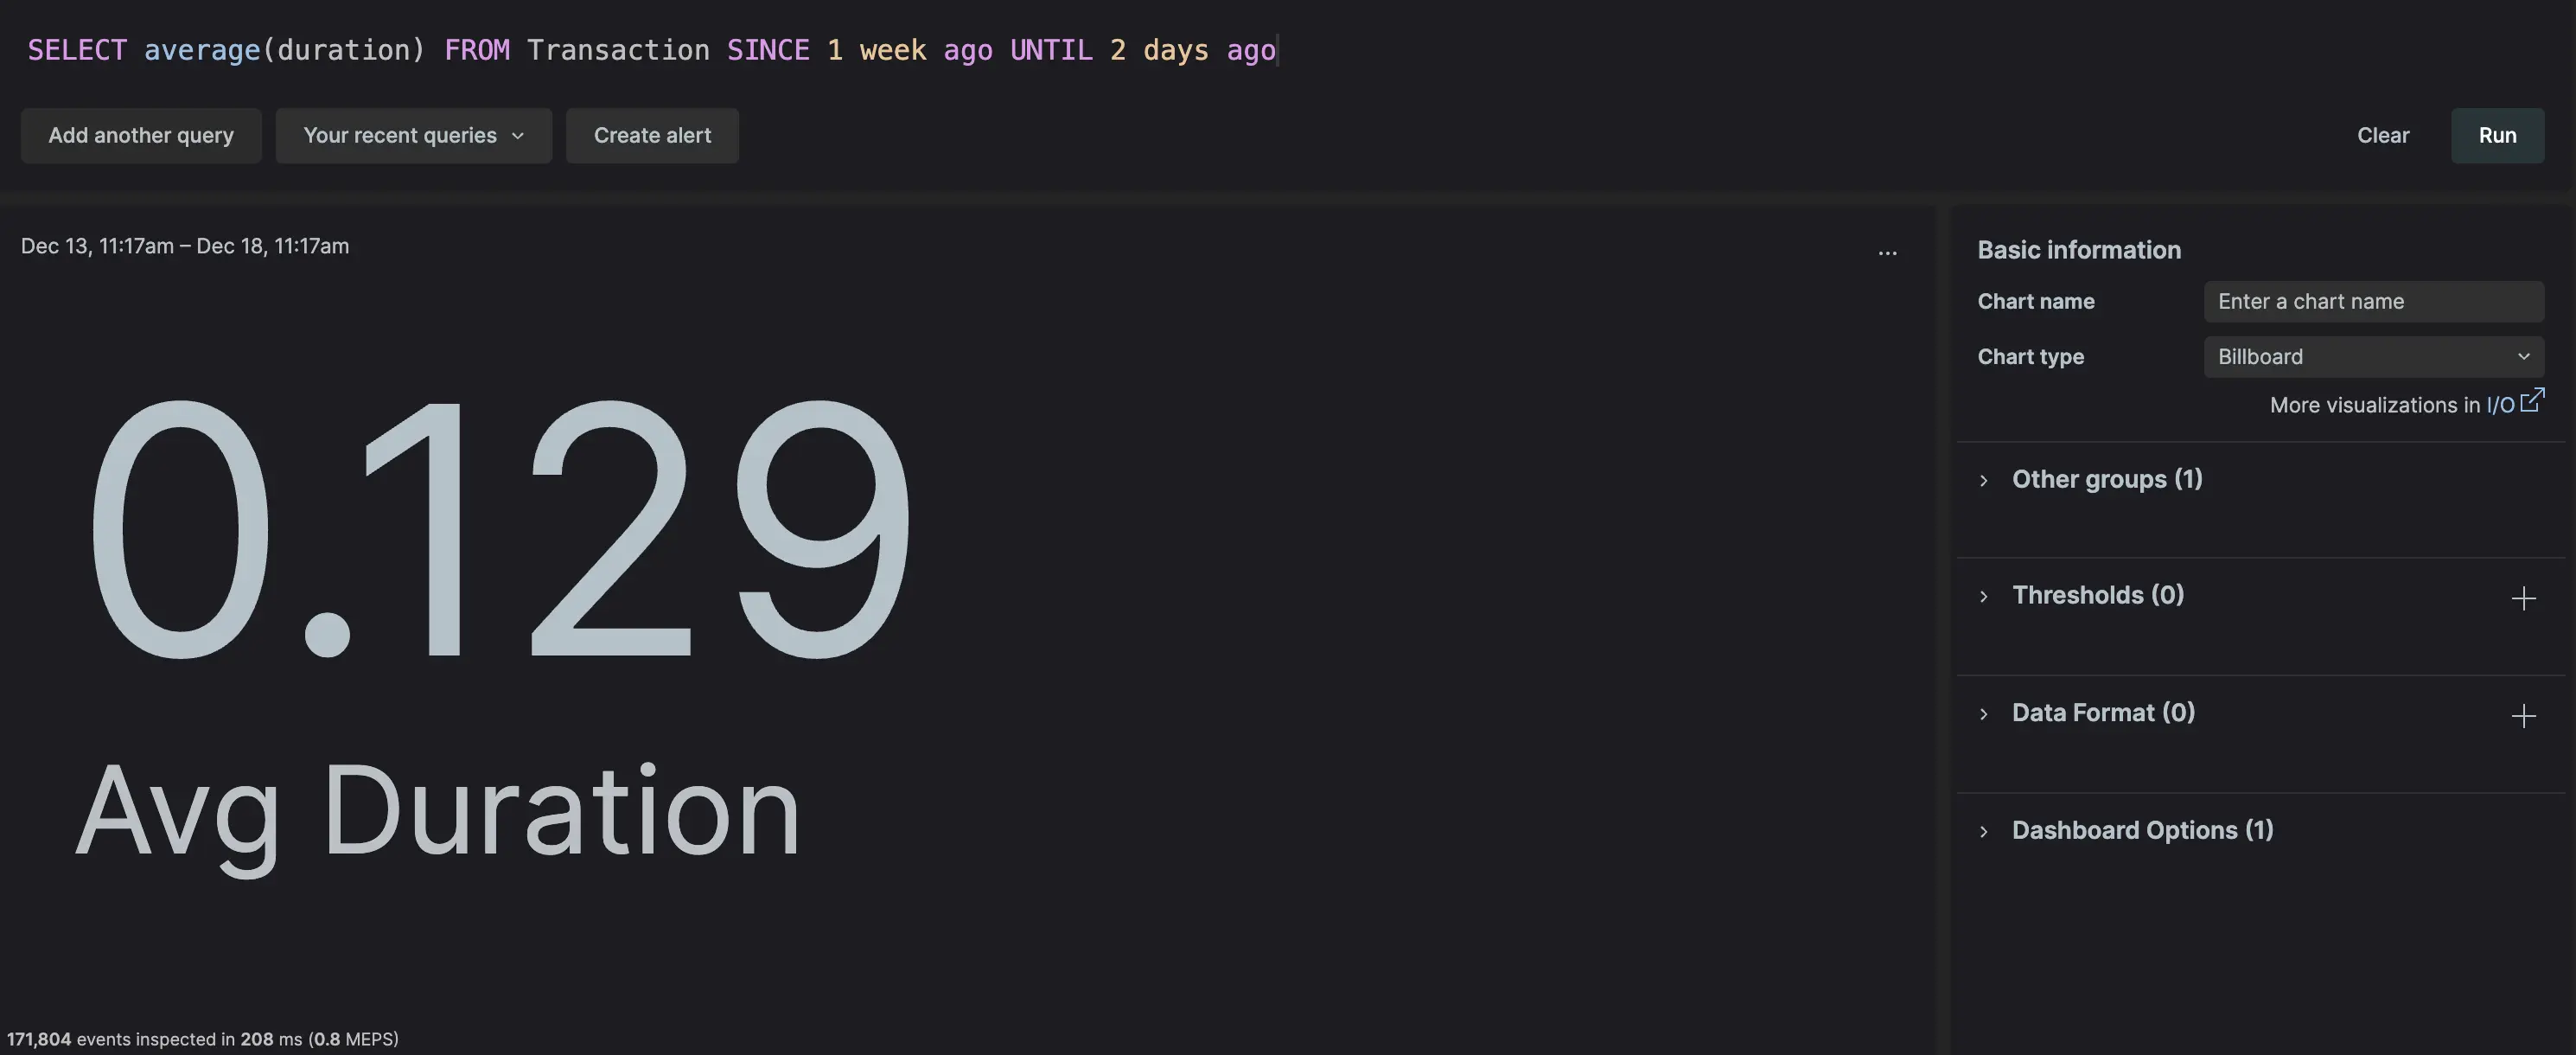 SELECT average(duration) FROM Transaction SINCE 1 week ago UNTIL 2 days ago
Add another query
Your recent queries
Create alert
Clear
Run
Dec 13, 11:17am – Dec 18, 11:17am
...
0.129
Avg Duration
171,804 events inspected in 208 ms (0.8 MEPS)
Basic information
Chart name
Enter a chart name
Chart type
Billboard
More visualizations in I/O
Other groups (1)
Thresholds (0)
Data Format (0)
Dashboard Options (1)